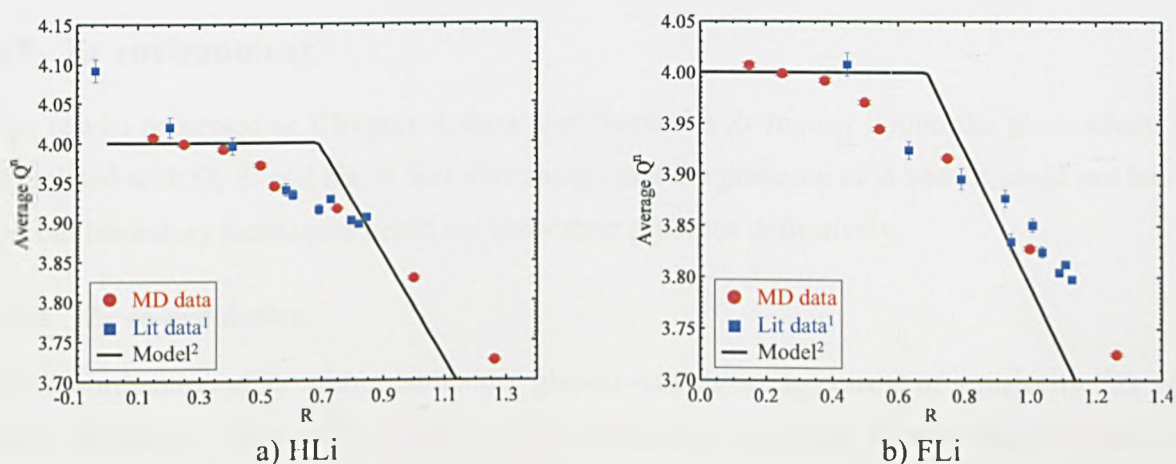 4.15
4.10
4.05
4.00
3.95
3.90
3.85
3.80
3.75
3.70
Average Qⁿ
MD data
Lit data¹
Model²
-0.1 0.1 0.3 0.5 0.7 0.9 1.1 1.3
R
a) HLi
4.05
4.00
3.95
3.90
3.85
3.80
3.75
3.70
Average Qⁿ
MD data
Lit data¹
Model²
0.0 0.2 0.4 0.6 0.8 1.0 1.2 1.4
R
b) FLi